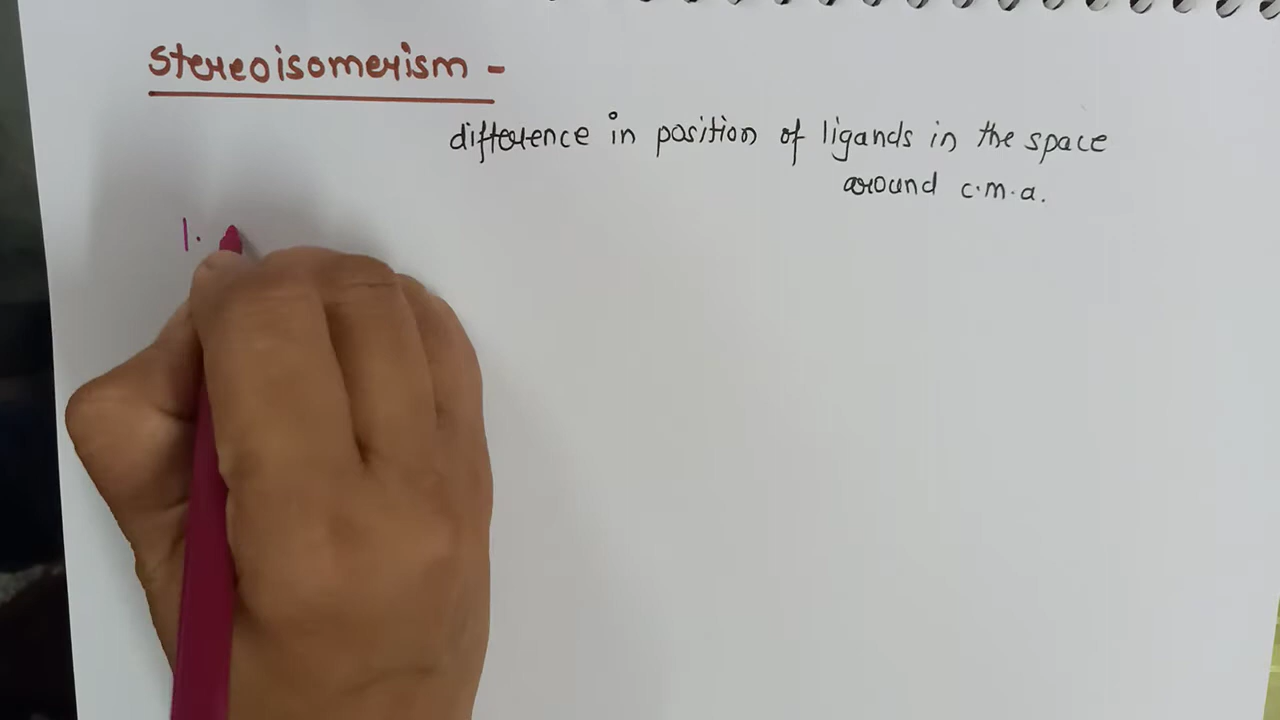 Stereoisomerism -
difference in position of ligands in the space
around c.m.a.
1.